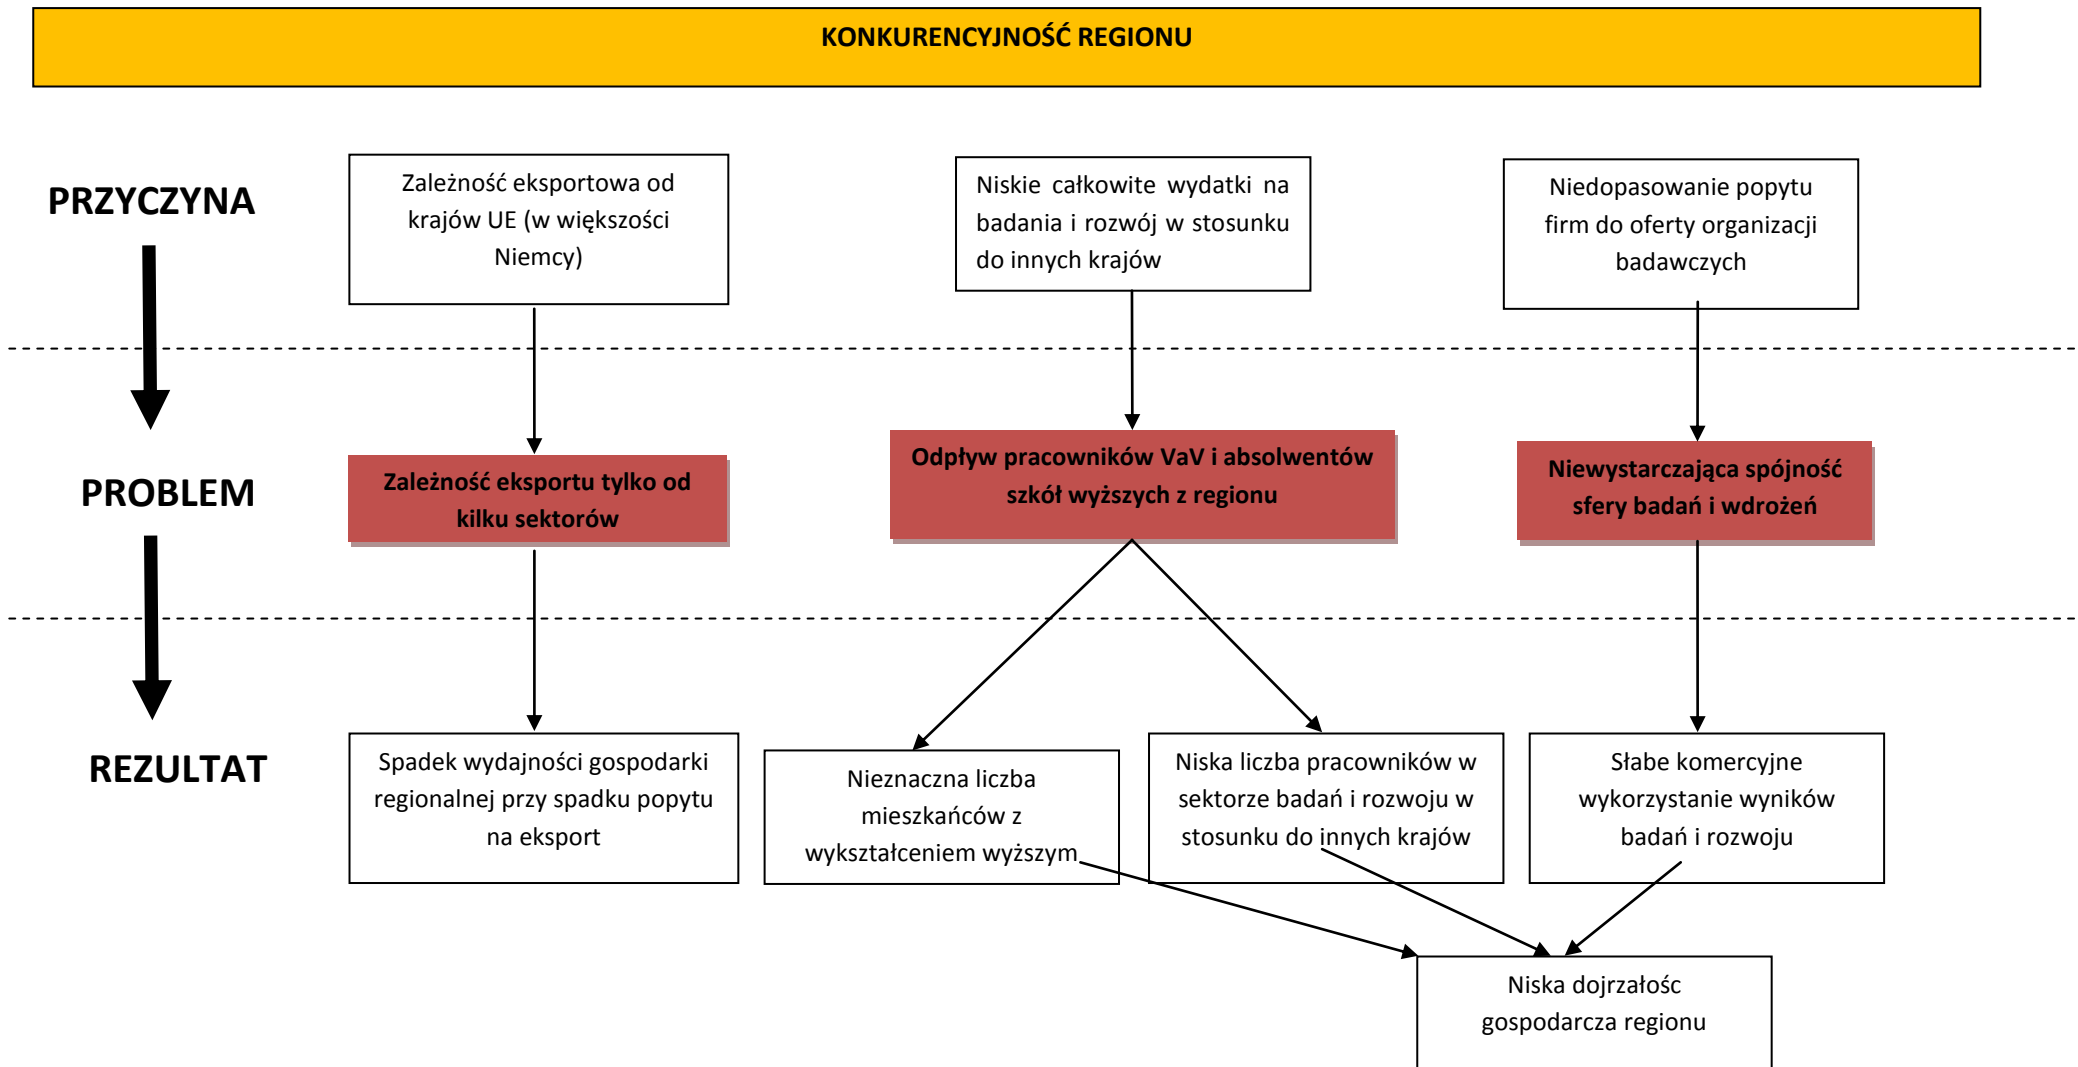 KONKURENCYJNOŚĆ REGIONU
PRZYCZYNA
Zależność eksportowa od
krajów UE (w większości
Niemcy)
Niskie całkowite wydatki na
badania i rozwój w stosunku
do innych krajów
Niedopasowanie popytu
firm do oferty organizacji
badawczych
PROBLEM
Zależność eksportu tylko od
kilku sektorów
Odpływ pracowników VaV i absolwentów
szkół wyższych z regionu
Niewystarczająca spójność
sfery badań i wdrożeń
REZULTAT
Spadek wydajności gospodarki
regionalnej przy spadku popytu
na eksport
Nieznaczna liczba
mieszkańców z
wykształceniem wyższym
Niska liczba pracowników w
sektorze badań i rozwoju w
stosunku do innych krajów
Słabe komercyjne
wykorzystanie wyników
badań i rozwoju
Niska dojrzałośc
gospodarcza regionu